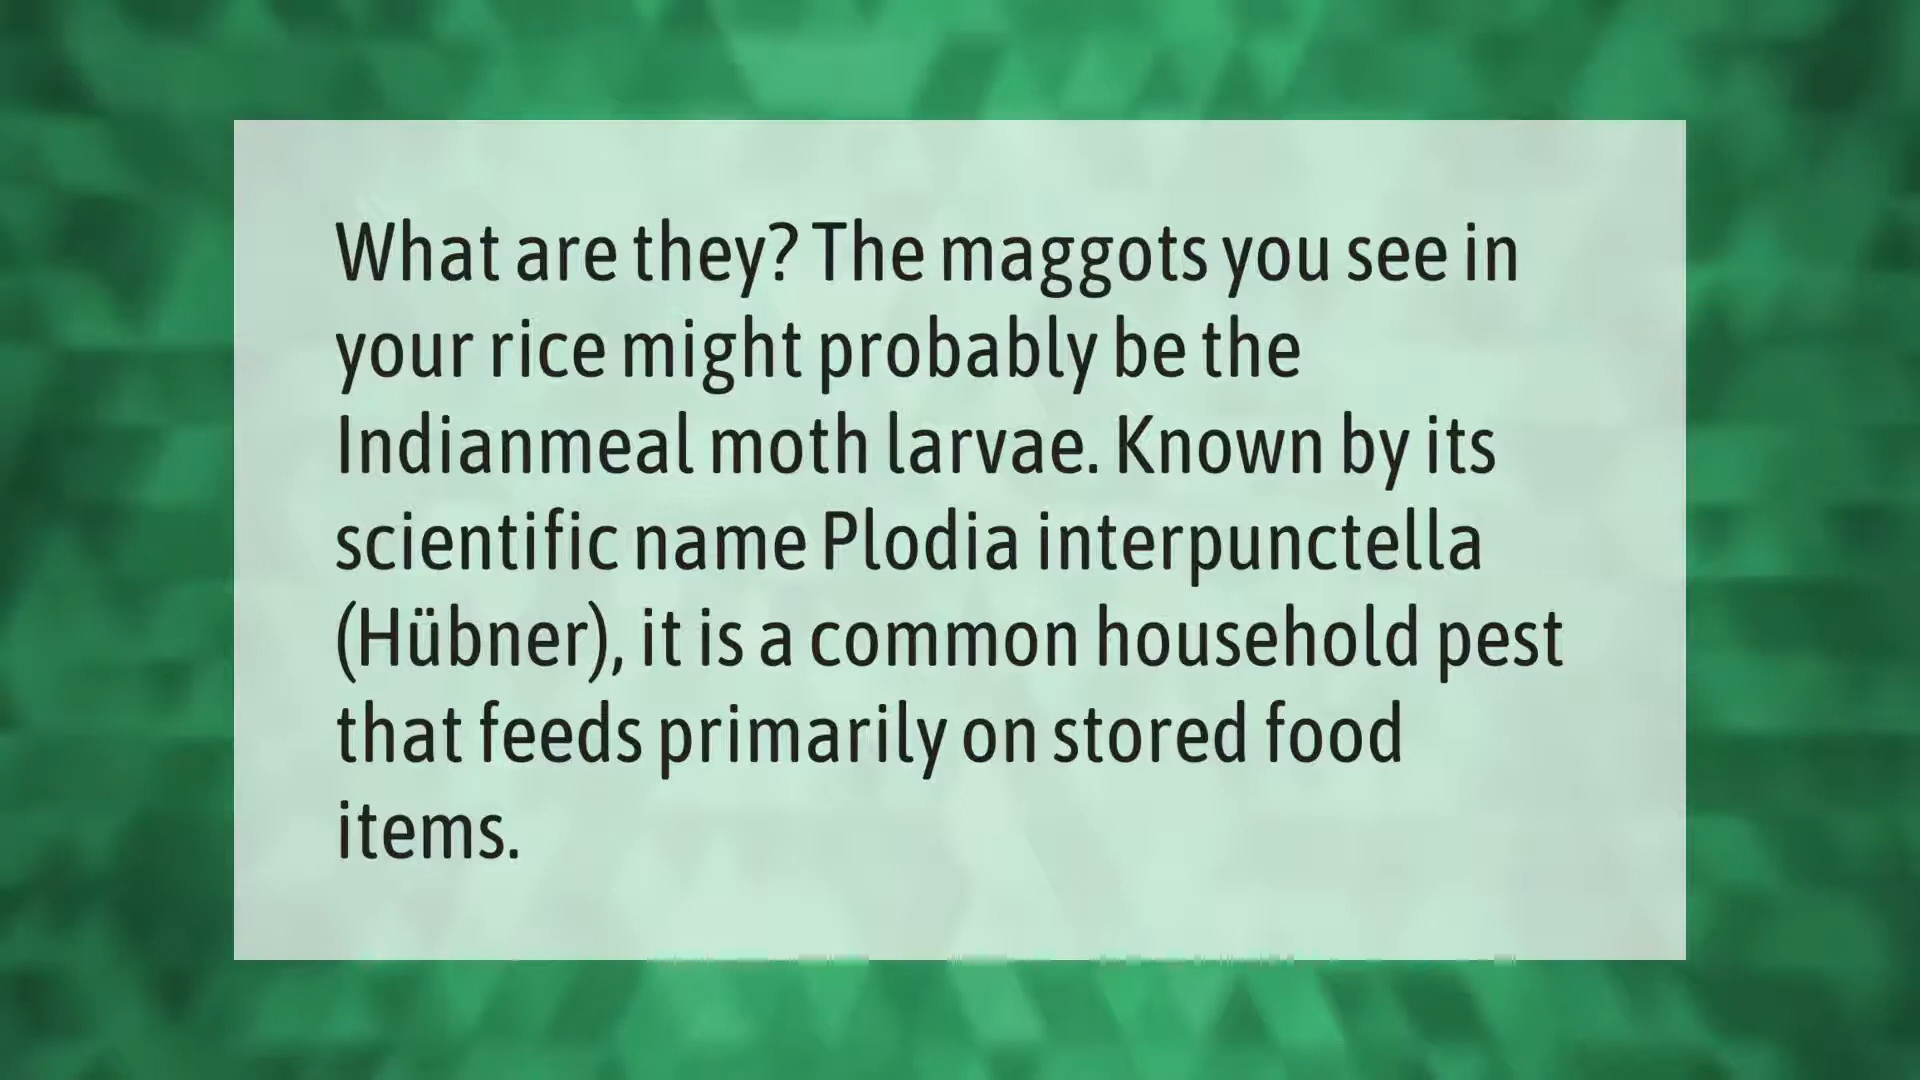 What are they? The maggots you see in
your rice might probably be the
Indianmeal moth larvae. Known by its
scientific name Plodia interpunctella
(Hübner), it is a common household pest
that feeds primarily on stored food
items.